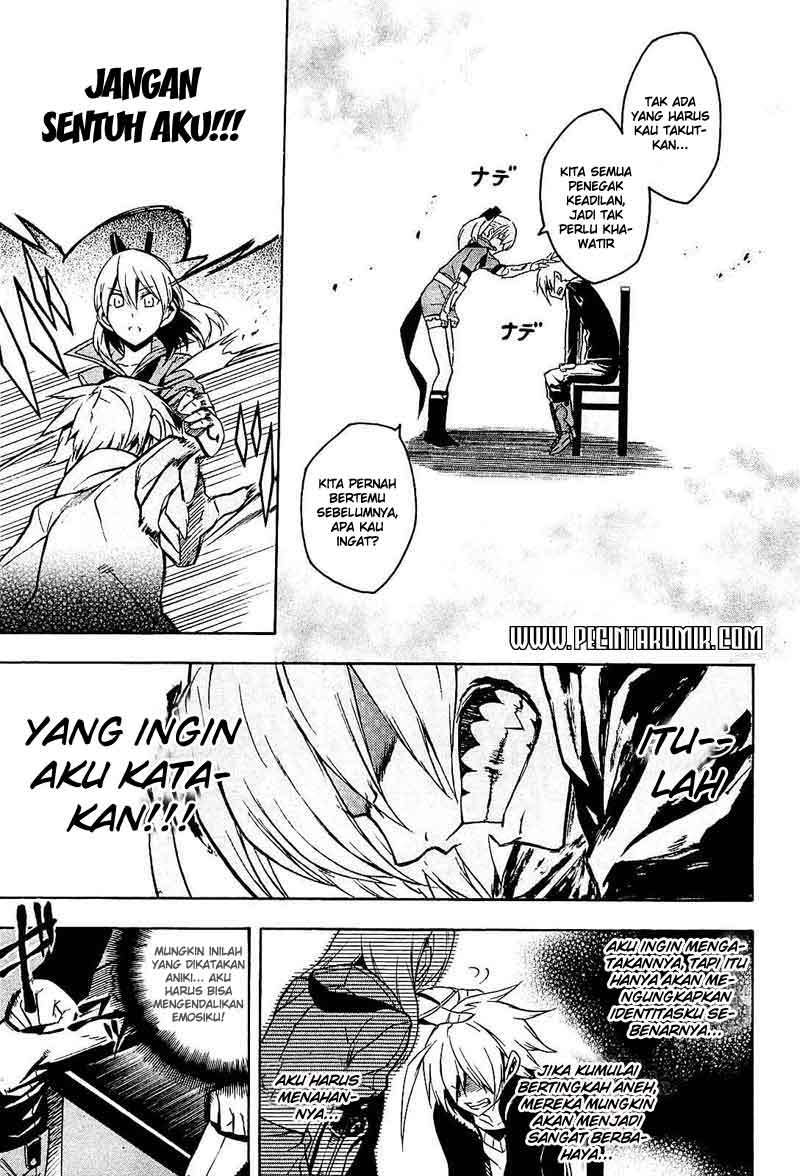 TAK ADA
YANG HARUS
KAU TAKUT-
KAN...
KITA SEMUA
PENEGAK
KEADILAN,
JADI TAK
PERLU KHA-
WATIR
ナデ
ナデ
KITA PERNAH
BERTEMU
SEBELUMNYA,
APA KAU
INGAT?
JANGAN
SENTUH AKU!!!
WWW.PECINTAKOMIK.COM
ITU--
LAH
YANG INGIN
AKU KATA-
KAN!!!
AKU INGIN MENGA-
TAKANNYA, TAPI ITU
HANYA AKAN ME-
NGUNGKAPKAN
IDENTITASKU SE-
BENARNYA...
JIKA KUMULAI
BERTINGKAH ANEH,
MEREKA MUNGKIN
AKAN MENJADI
SANGAT BERBA-
HAYA...
AKU HARUS
MENAHAN-
NYA...
MUNGKIN INILAH
YANG DIKATAKAN
ANIKI... AKU
HARUS BISA
MENGENDALIKAN
EMOSIKU!